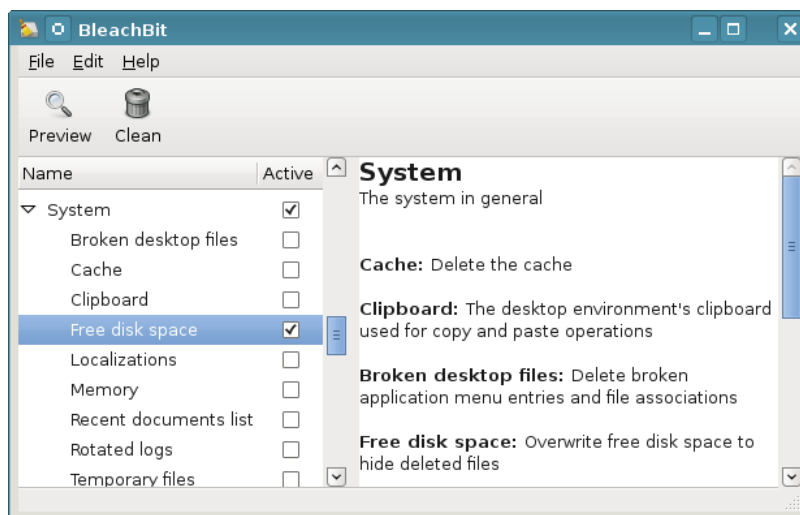 BleachBit
File Edit Help
Preview Clean
Name Active
System
Broken desktop files
Cache
Clipboard
Free disk space
Localizations
Memory
Recent documents list
Rotated logs
Temporary files
System
The system in general
Cache: Delete the cache
Clipboard: The desktop environment's clipboard
used for copy and paste operations
Broken desktop files: Delete broken
application menu entries and file associations
Free disk space: Overwrite free disk space to
hide deleted files